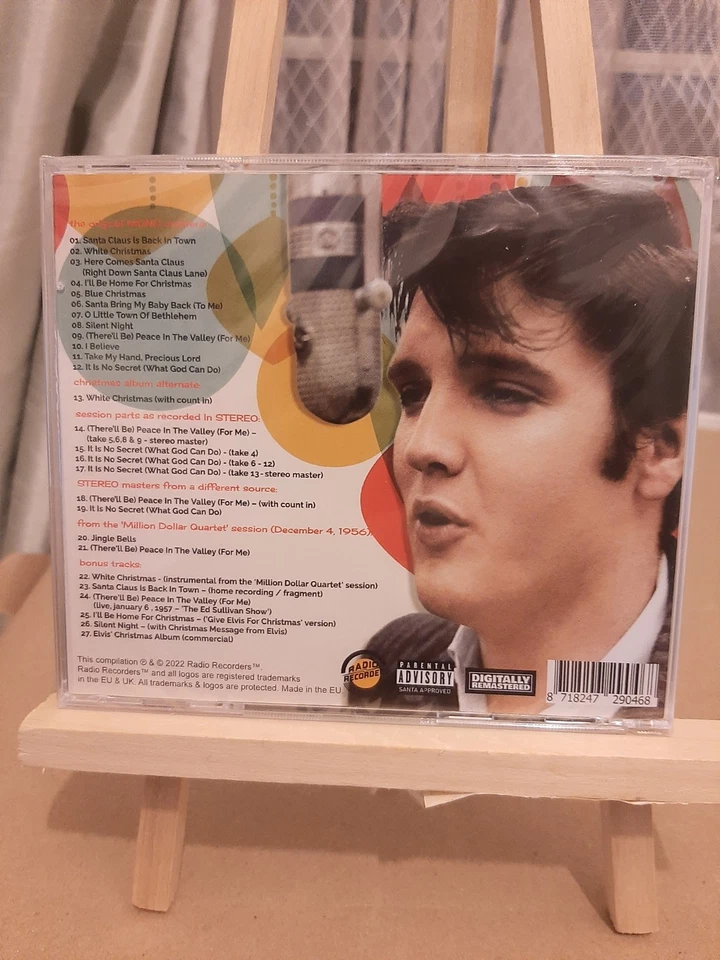 the original
01. Santa Claus Is Back In Town
02. White Christmas
03. Here Comes Santa Claus
(Right Down Santa Claus Lane)
04. I'll Be Home For Christmas
05. Blue Christmas
06. Santa Bring My Baby Back (To Me)
07. O Little Town Of Bethlehem
08. Silent Night
09. (There'll Be) Peace In The Valley (For Me)
10. I Believe
11. Take My Hand, Precious Lord
12. It Is No Secret (What God Can Do)
christmas album alternate
13. White Christmas (with count in)
session parts as recorded in STEREO:
14. (There'll Be) Peace In The Valley (For Me) –
(take 5,6,8 & 9 - stereo master)
15. It Is No Secret (What God Can Do) - (take 4)
16. It Is No Secret (What God Can Do) - (take 6 - 12)
17. It Is No Secret (What God Can Do) - (take 13 - stereo master)
STEREO masters from a different source:
18. (There'll Be) Peace In The Valley (For Me) – (with count in)
19. It Is No Secret (What God Can Do)
from the 'Million Dollar Quartet' session (December 4, 1956)
20. Jingle Bells
21. (There'll Be) Peace In The Valley (For Me)
bonus tracks:
22. White Christmas - (instrumental from the 'Million Dollar Quartet' session)
23. Santa Claus Is Back In Town – (home recording / fragment)
24. (There'll Be) Peace In The Valley (For Me)
(live, january 6, 1957 – 'The Ed Sullivan Show')
25. I'll Be Home For Christmas – ('Give Elvis For Christmas' version)
26. Silent Night – (with Christmas Message from Elvis)
27. Elvis' Christmas Album (commercial)
This compilation ℗ & © 2022 Radio Recorders™.
Radio Recorders™ and all logos are registered trademarks
in the EU & UK. All trademarks & logos are protected. Made in the EU.
RADIO
RECORDE
PARENTAL
ADVISORY
SANTA APPROVED
DIGITALLY
REMASTERED
8 718247 290468